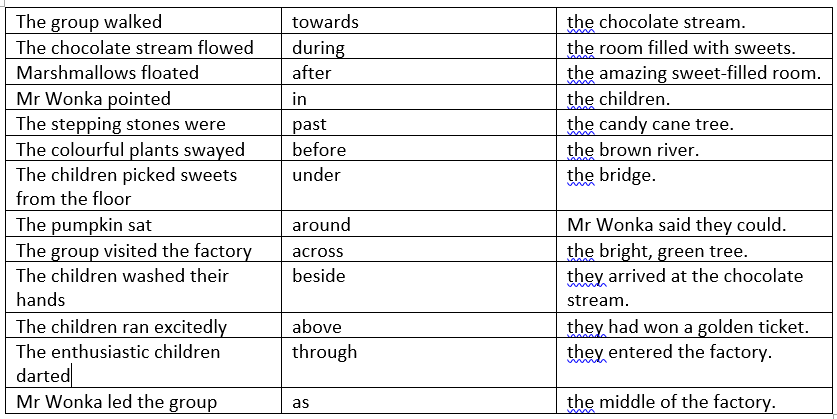 The group walked towards the chocolate stream.
The chocolate stream flowed during the room filled with sweets.
Marshmallows floated after the amazing sweet-filled room.
Mr Wonka pointed in the children.
The stepping stones were past the candy cane tree.
The colourful plants swayed before the brown river.
The children picked sweets under the bridge.
from the floor
The pumpkin sat around Mr Wonka said they could.
The group visited the factory across the bright, green tree.
The children washed their beside they arrived at the chocolate
hands stream.
The children ran excitedly above they had won a golden ticket.
The enthusiastic children through they entered the factory.
darted
Mr Wonka led the group as the middle of the factory.